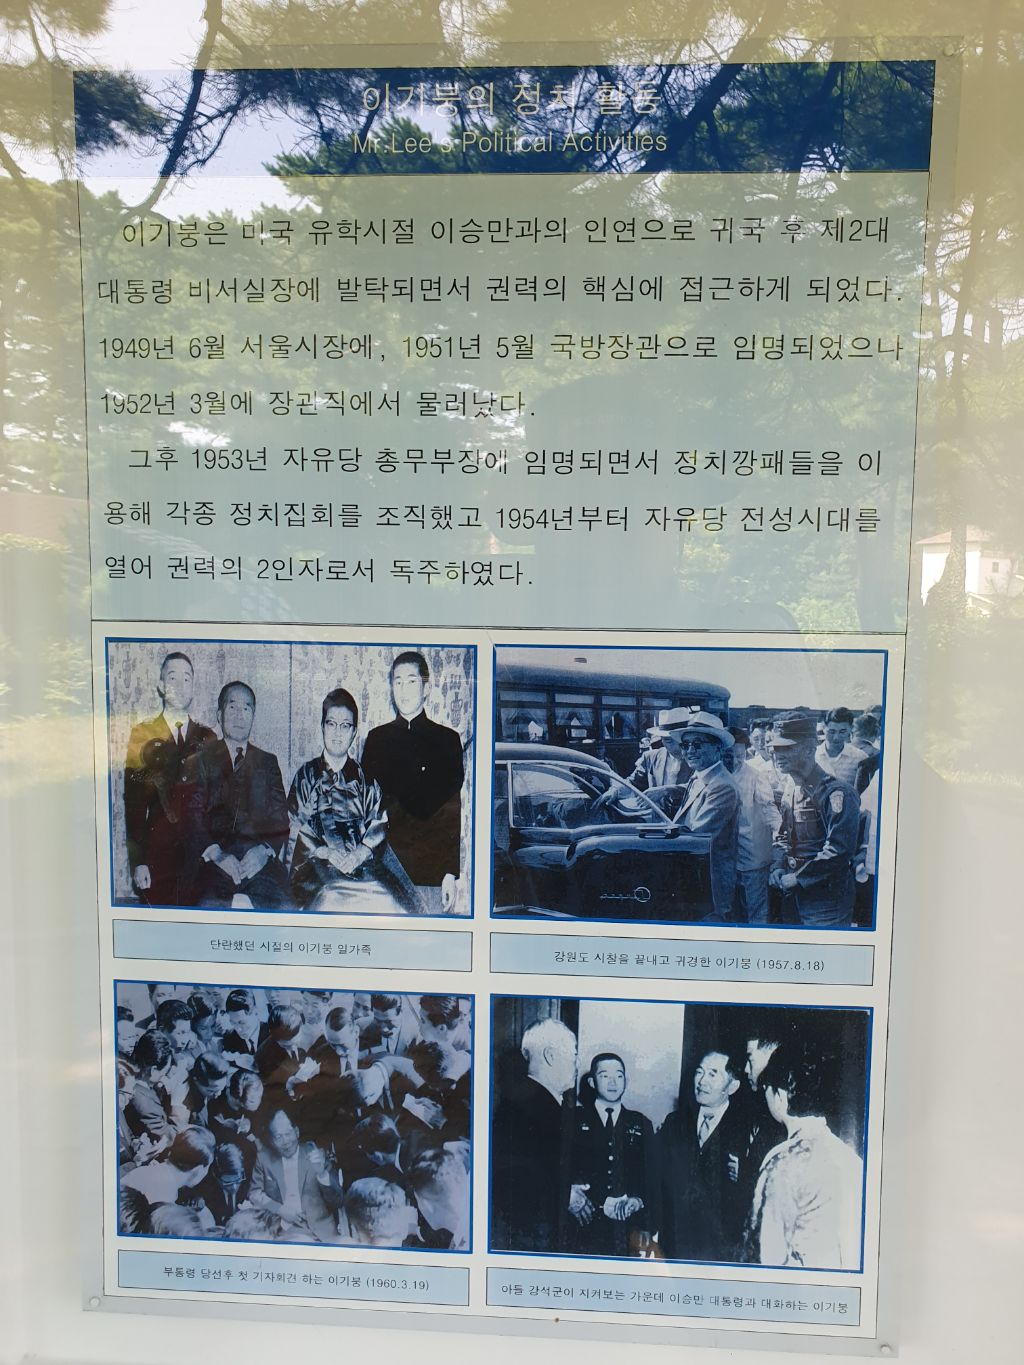 이기붕의 정치 활동
Mr.Lee's Political Activities
이기붕은 미국 유학시절 이승만과의 인연으로 귀국 후 제2대
대통령 비서실장에 발탁되면서 권력의 핵심에 접근하게 되었다.
1949년 6월 서울시장에, 1951년 5월 국방장관으로 임명되었으나
1952년 3월에 장관직에서 물러났다.
그후 1953년 자유당 총무부장에 임명되면서 정치깡패들을 이
용해 각종 정치집회를 조직했고 1954년부터 자유당 전성시대를
열어 권력의 2인자로서 독주하였다.
단란했던 시절의 이기붕 일가족
강원도 시찰을 끝내고 귀경한 이기붕 (1957.8.18)
부통령 당선후 첫 기자회견 하는 이기붕 (1960.3.19)
아들 강석군이 지켜보는 가운데 이승만 대통령과 대화하는 이기붕